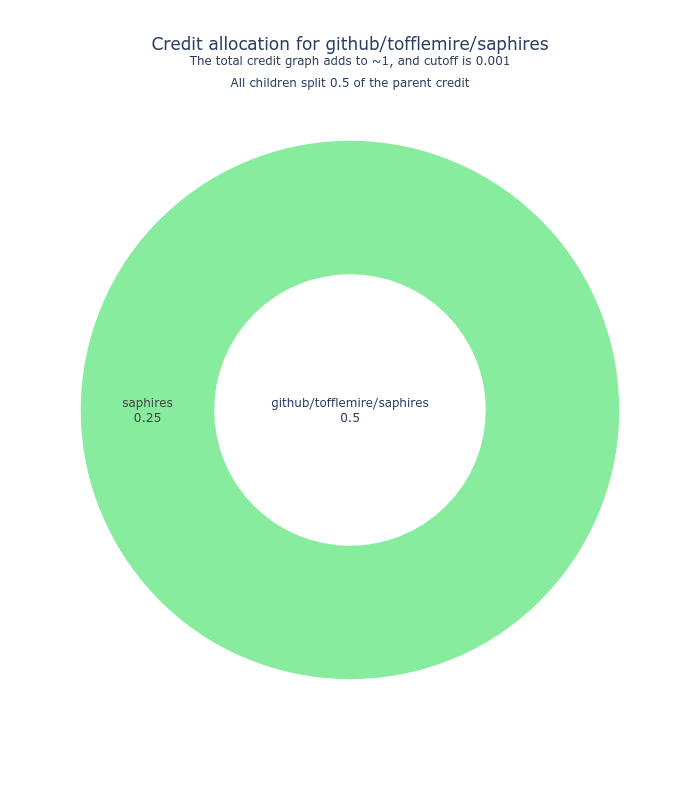 Credit allocation for github/tofflemire/saphires
The total credit graph adds to ~1, and cutoff is 0.001
All children split 0.5 of the parent credit
saphires
0.25
github/tofflemire/saphires
0.5